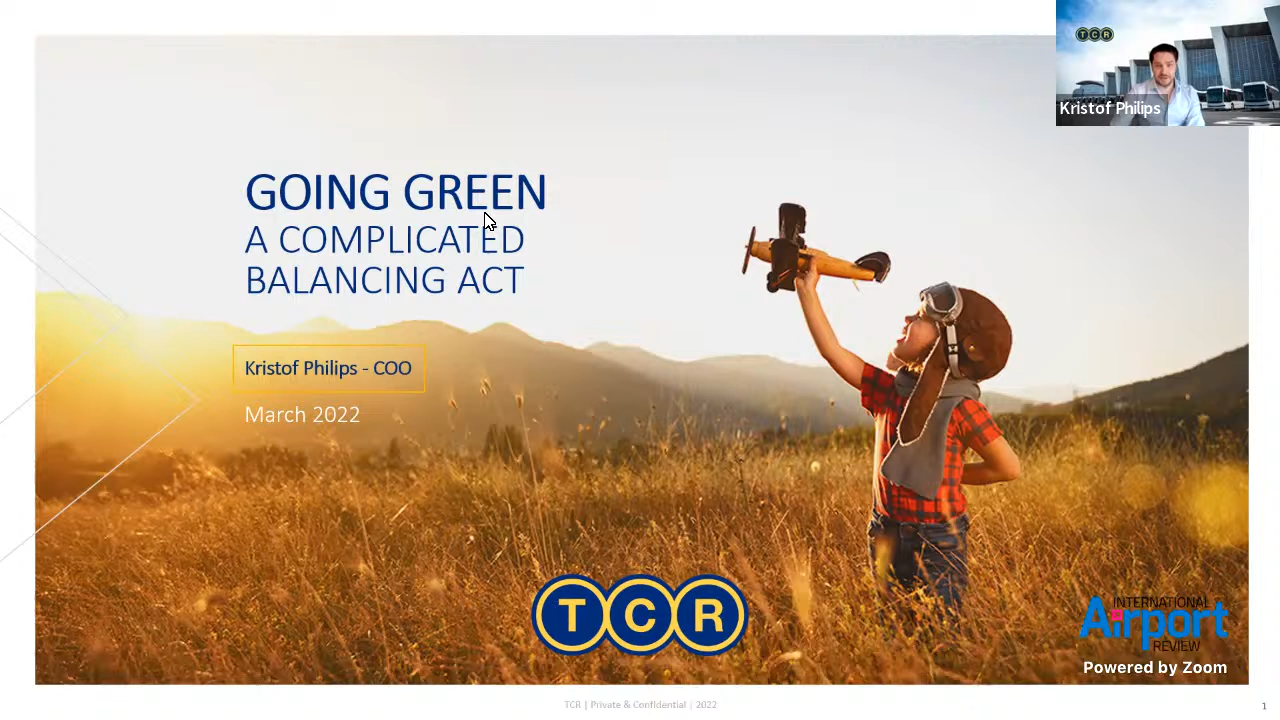 TCR
Kristof Philips
GOING GREEN
A COMPLICATED
BALANCING ACT
Kristof Philips - COO
March 2022
TCR
INTERNATIONAL
Airport
REVIEW
Powered by Zoom
TCR | Private & Confidential | 2022
1